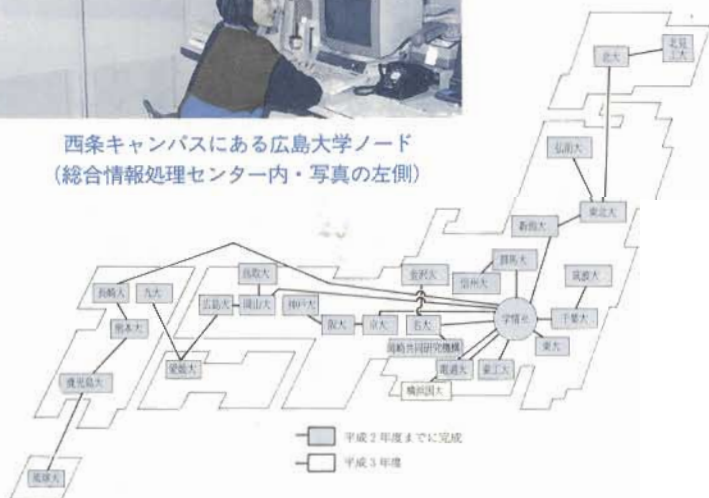 西条キャンパスにある広島大学ノード
(総合情報処理センター内・写真の左側)
北大
北見
工大
弘前大
東北大
新潟大
群馬大
信州大
筑波大
金沢大
鳥取大
長崎大
九大
広島大
岡山大
神戸大
阪大
京大
名大
学情セ
千葉大
熊本大
岡崎共同研究機構
東大
愛媛大
電通大
東工大
鹿児島大
横浜国大
琉球大
平成2年度までに完成
平成3年度